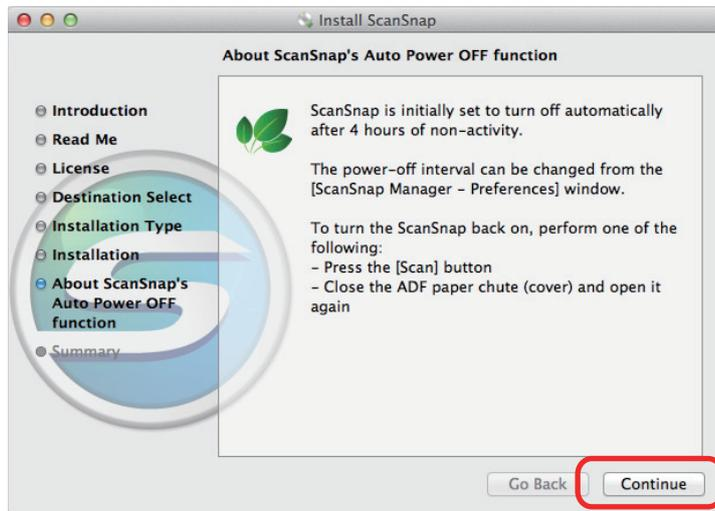 Install ScanSnap
About ScanSnap's Auto Power OFF function
Introduction
Read Me
License
Destination Select
Installation Type
Installation
About ScanSnap's
Auto Power OFF
function
Summary
ScanSnap is initially set to turn off automatically
after 4 hours of non-activity.
The power-off interval can be changed from the
[ScanSnap Manager – Preferences] window.
To turn the ScanSnap back on, perform one of the
following:
– Press the [Scan] button
– Close the ADF paper chute (cover) and open it
again
Go Back
Continue